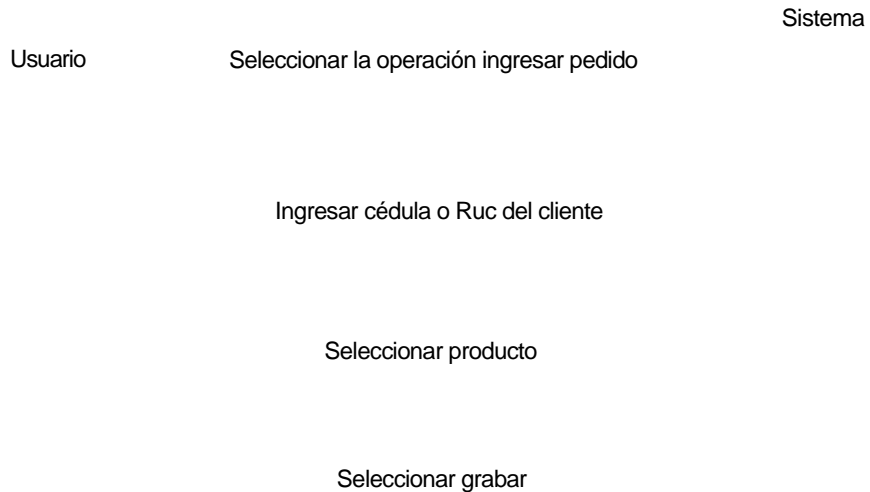 Sistema
Usuario
Seleccionar la operación ingresar pedido
Ingresar cédula o Ruc del cliente
Seleccionar producto
Seleccionar grabar